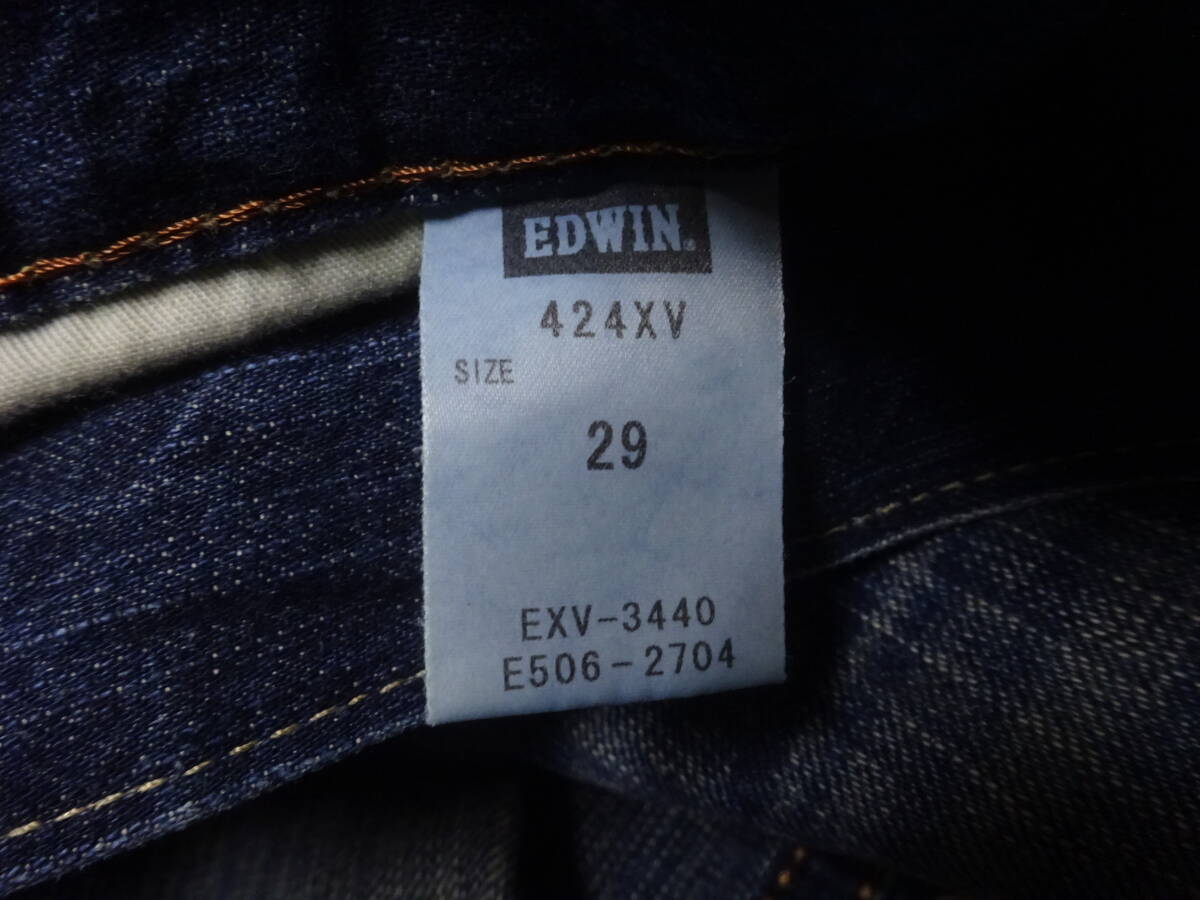 EDWIN.
424XV
SIZE
29
EXV-3440
E506-2704